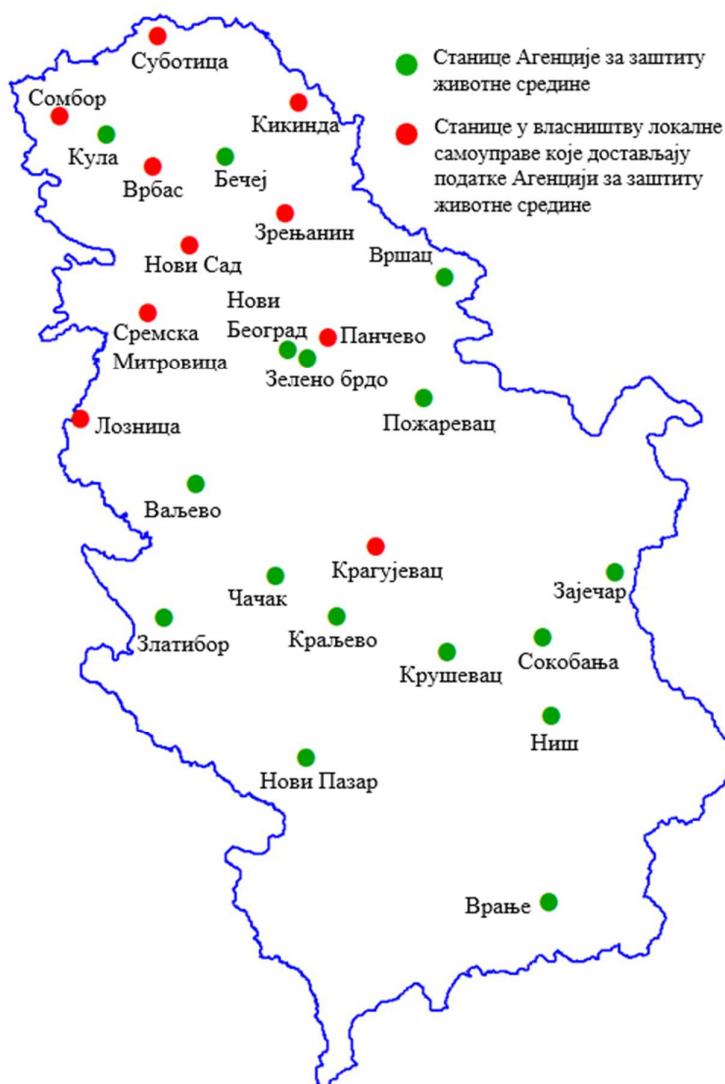 Суботица
Станице Агенције за заштиту
животне средине
Сомбор
Кикинда
Станице у власништву локалне
самоуправе које достављају
податке Агенцији за заштиту
животне средине
Кула
Врбас
Бечеј
Зрењанин
Нови Сад
Вршац
Нови
Београд
Сремска
Митровица
Панчево
Зелено брдо
Пожаревац
Лозница
Ваљево
Крагујевац
Чачак
Зајечар
Златибор
Краљево
Сокобања
Крушевац
Ниш
Нови Пазар
Врање